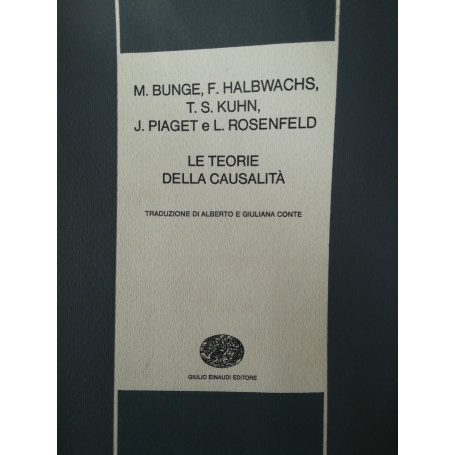 M. BUNGE, F. HALBWACHS,
T. S. KUHN,
J. PIAGET e L. ROSENFELD
LE TEORIE
DELLA CAUSALITÀ
TRADUZIONE DI ALBERTO E GIULIANA CONTE
GIULIO EINAUDI EDITORE